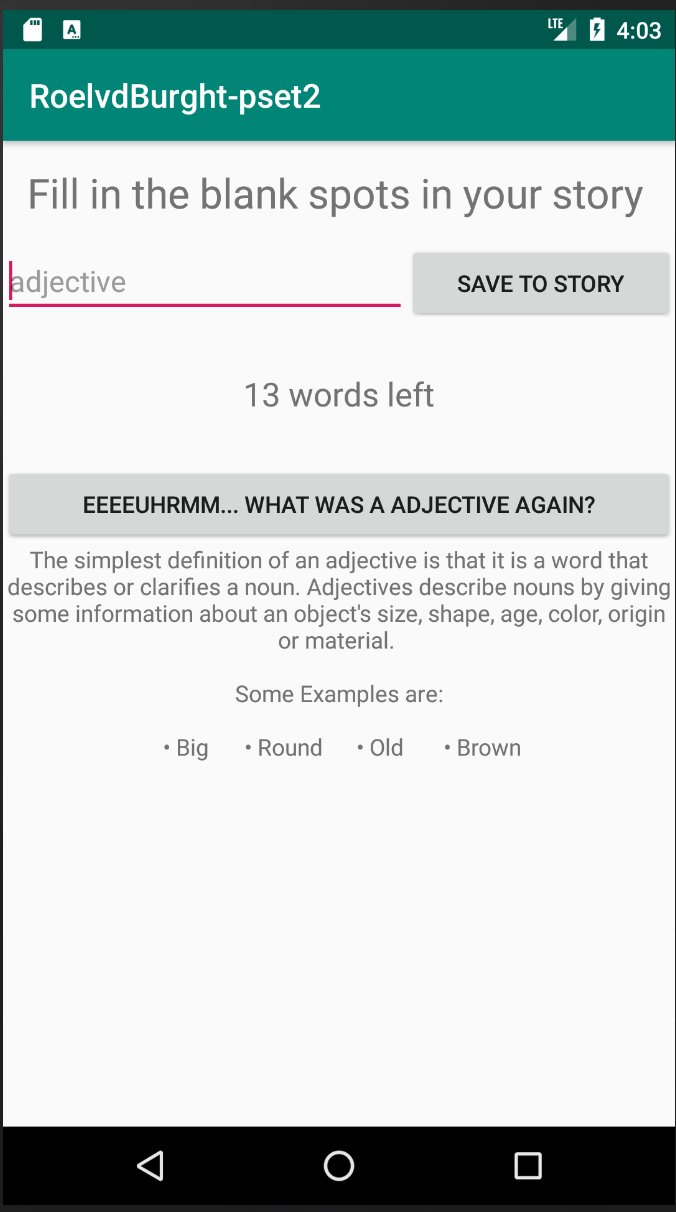 LTE 4:03
RoelvdBurght-pset2
Fill in the blank spots in your story
adjective SAVE TO STORY
13 words left
EEEEUHRMM... WHAT WAS A ADJECTIVE AGAIN?
The simplest definition of an adjective is that it is a word that
describes or clarifies a noun. Adjectives describe nouns by giving
some information about an object's size, shape, age, color, origin
or material.
Some Examples are:
• Big • Round • Old • Brown